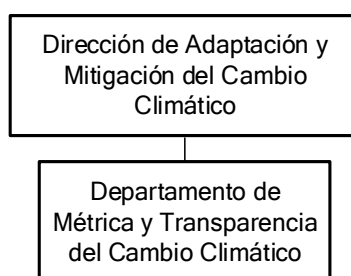 Dirección de Adaptación y
Mitigación del Cambio
Climático
Departamento de
Métrica y Transparencia
del Cambio Climático